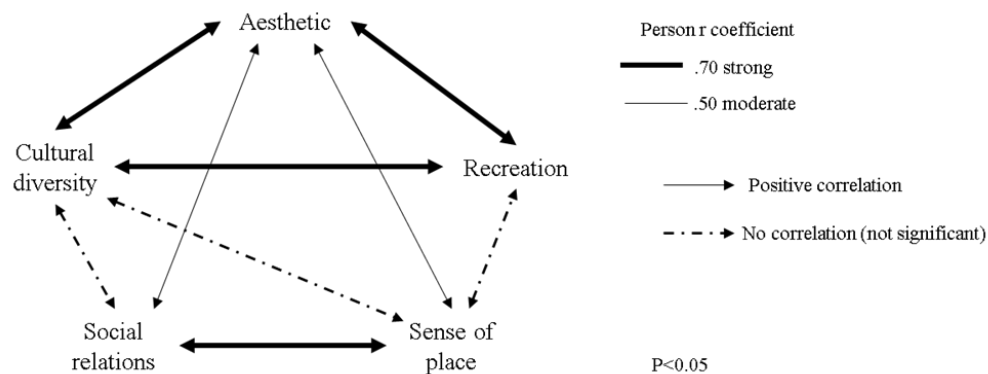 Aesthetic
Person r coefficient
.70 strong
.50 moderate
Cultural
diversity
Recreation
Positive correlation
No correlation (not significant)
Social
relations
Sense of
place
P<0.05